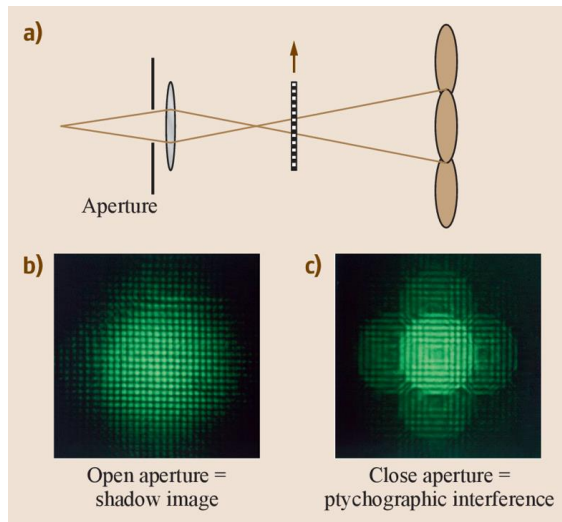 a)
Aperture
b)
c)
Open aperture =
shadow image
Close aperture =
ptychographic interference